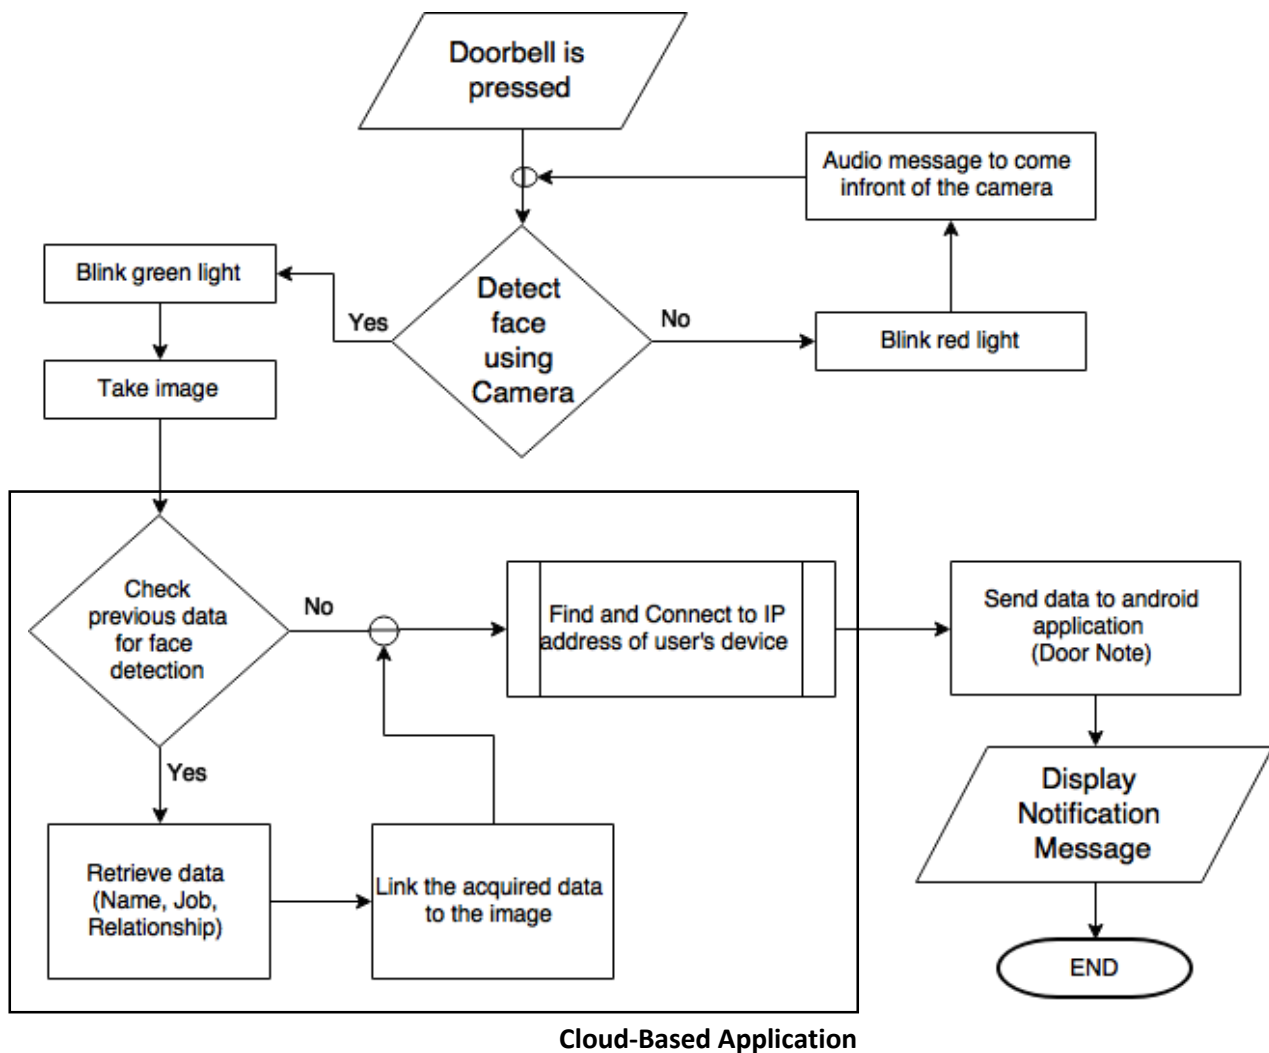 Doorbell is
pressed
Audio message to come
infront of the camera
Blink green light
Detect
face
using
Camera
Yes
No
Blink red light
Take image
Check
previous data
for face
detection
No
Find and Connect to IP
address of user's device
Send data to android
application
(Door Note)
Yes
Display
Notification
Message
Retrieve data
(Name, Job,
Relationship)
Link the acquired data
to the image
END
Cloud-Based Application